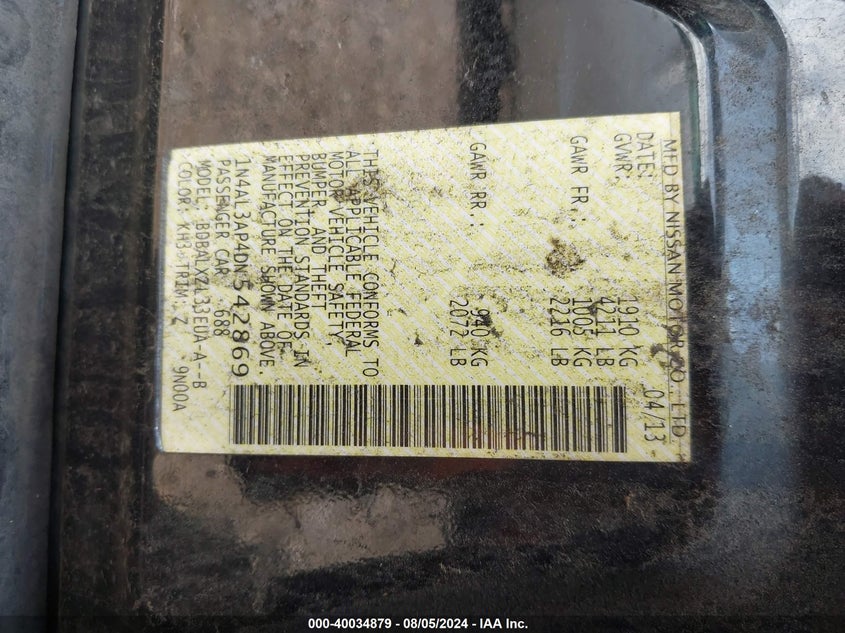 MFD BY NISSAN MOTOR CO., LTD.
DATE: 04/13
GVWR: 1910 KG
4211 LB
GAWR FR.: 1005 KG
2216 LB
GAWR RR.: 940 KG
2072 LB
THIS VEHICLE CONFORMS TO
ALL APPLICABLE FEDERAL
MOTOR VEHICLE SAFETY,
BUMPER, AND THEFT
PREVENTION STANDARDS IN
EFFECT ON THE DATE OF
MANUFACTURE SHOWN ABOVE.
1N4AL3AP4DN542869
PASSENGER CAR 688
MODEL: BDBALXZL33EUA-A--B
COLOR: KH3 TRIM: Z 9N00A
000-40034879 - 08/05/2024 - IAA Inc.